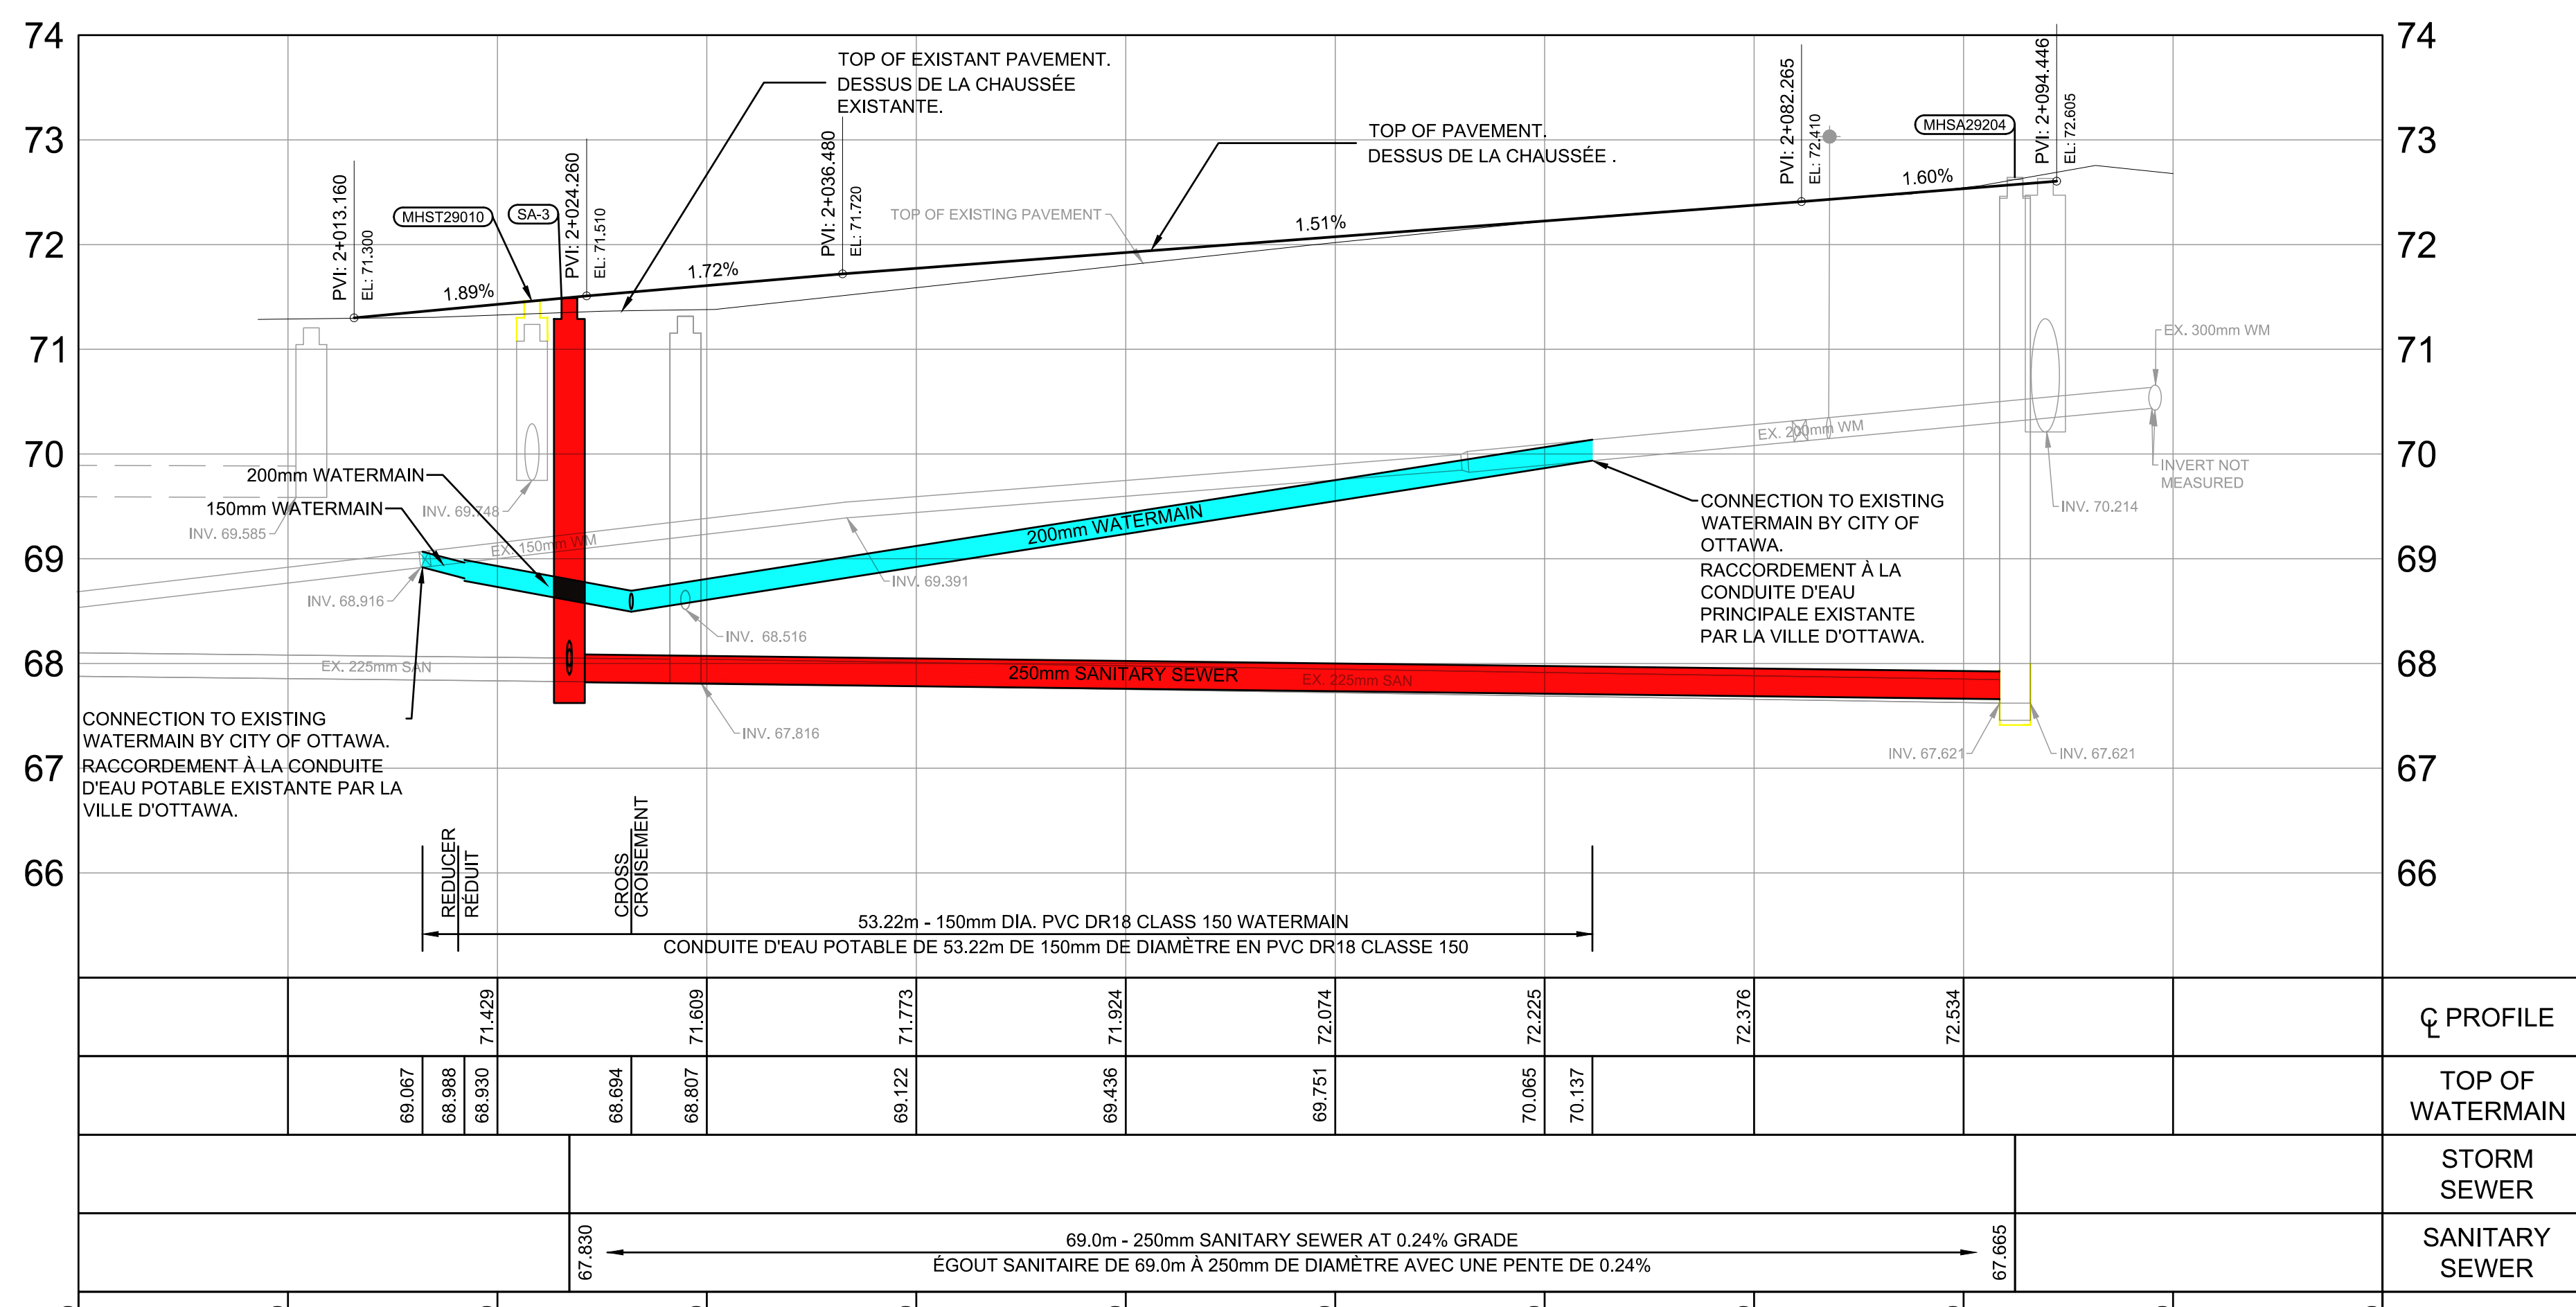 74
74
TOP OF EXISTANT PAVEMENT.
DESSUS DE LA CHAUSSÉE
EXISTANTE.
PVI: 2+013.160
EL: 71.300
MHST29010
SA-3
PVI: 2+024.260
EL: 71.510
PVI: 2+036.480
EL: 71.720
TOP OF PAVEMENT.
DESSUS DE LA CHAUSSÉE .
PVI: 2+082.265
EL: 72.410
MHSA29204
PVI: 2+094.446
EL: 72.605
73
73
1.89%
1.72%
TOP OF EXISTING PAVEMENT
1.51%
1.60%
72
72
71
71
EX. 300mm WM
70
70
200mm WATERMAIN
150mm WATERMAIN
INV. 69.585
INV. 69.748
EX. 150mm WM
EX. 200mm WM
INVERT NOT
MEASURED
INV. 70.214
200mm WATERMAIN
CONNECTION TO EXISTING
WATERMAIN BY CITY OF
OTTAWA.
RACCORDEMENT À LA
CONDUITE D'EAU
PRINCIPALE EXISTANTE
PAR LA VILLE D'OTTAWA.
69
69
INV. 68.916
INV. 69.391
INV. 68.516
68
68
EX. 225mm SAN
250mm SANITARY SEWER
EX. 225mm SAN
INV. 67.816
INV. 67.621
INV. 67.621
CONNECTION TO EXISTING
WATERMAIN BY CITY OF OTTAWA.
RACCORDEMENT À LA CONDUITE
D'EAU POTABLE EXISTANTE PAR LA
VILLE D'OTTAWA.
67
67
66
66
REDUCER
RÉDUIT
CROSS
CROISEMENT
53.22m - 150mm DIA. PVC DR18 CLASS 150 WATERMAIN
CONDUITE D'EAU POTABLE DE 53.22m DE 150mm DE DIAMÈTRE EN PVC DR18 CLASSE 150
71.429
71.609
71.773
71.924
72.074
72.225
72.376
72.534
℄ PROFILE
69.067
68.988
68.930
68.694
68.807
69.122
69.436
69.751
70.065
70.137
TOP OF
WATERMAIN
STORM
SEWER
67.830
69.0m - 250mm SANITARY SEWER AT 0.24% GRADE
ÉGOUT SANITAIRE DE 69.0m À 250mm DE DIAMÈTRE AVEC UNE PENTE DE 0.24%
67.665
SANITARY
SEWER